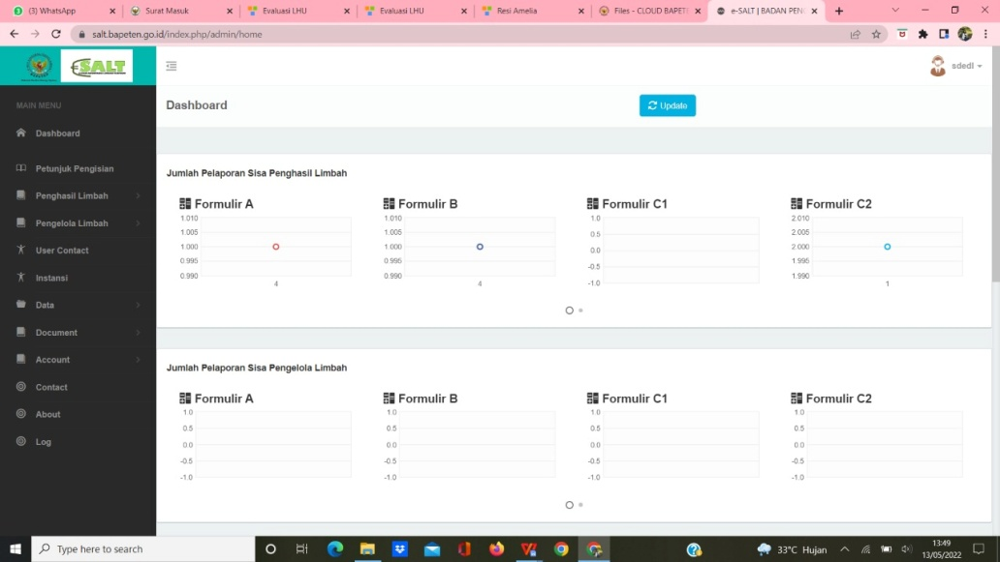 (3) WhatsApp
Surat Masuk
Evaluasi LHU
Evaluasi LHU
Resi Amelia
Files - CLOUD BAPETE
e-SALT | BADAN PEN
salt.bapeten.go.id/index.php/admin/home
eSALT
sdedl
MAIN MENU
Dashboard
Petunjuk Pengisian
Penghasil Limbah
Pengelola Limbah
User Contact
Instansi
Data
Document
Account
Contact
About
Log
Dashboard
Update
Jumlah Pelaporan Sisa Penghasil Limbah
Formulir A
1.010
1.005
1.000
0.995
0.990
4
Formulir B
1.010
1.005
1.000
0.995
0.990
4
Formulir C1
1.0
0.5
0.0
-0.5
-1.0
Formulir C2
2.010
2.005
2.000
1.995
1.990
1
Jumlah Pelaporan Sisa Pengelola Limbah
Formulir A
1.0
0.5
0.0
-0.5
-1.0
Formulir B
1.0
0.5
0.0
-0.5
-1.0
Formulir C1
1.0
0.5
0.0
-0.5
-1.0
Formulir C2
1.0
0.5
0.0
-0.5
-1.0
Type here to search
33°C Hujan
13:49
13/05/2022